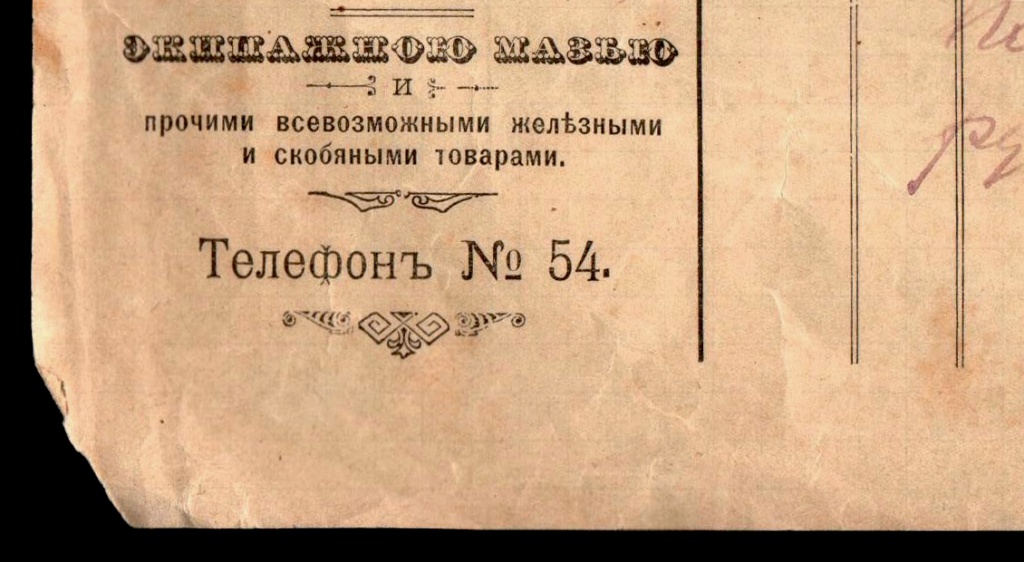 ЭКИПАЖНОЮ МАЗЬЮ
и
прочими всевозможными желѣзными
и скобяными товарами.
Телефонъ № 54.